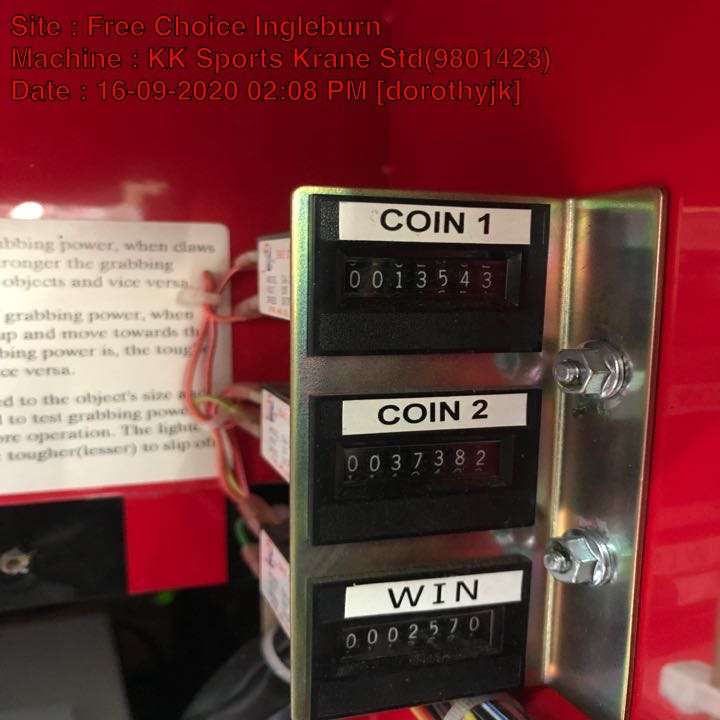 Site : Free Choice Ingleburn
Machine : KK Sports Krane Std(9801423)
Date : 16-09-2020 02:08 PM [dorothyjk]
COIN 1
0013543
COIN 2
0037382
WIN
0002570
bbing power, when claws
ronger the grabbing
objects and vice versa.
grabbing power, when
up and move towards th
bing power is, the toug
ce versa.
ed to the object's size a
l to test grabbing powe
ore operation. The light
tougher(lesser) to slip of